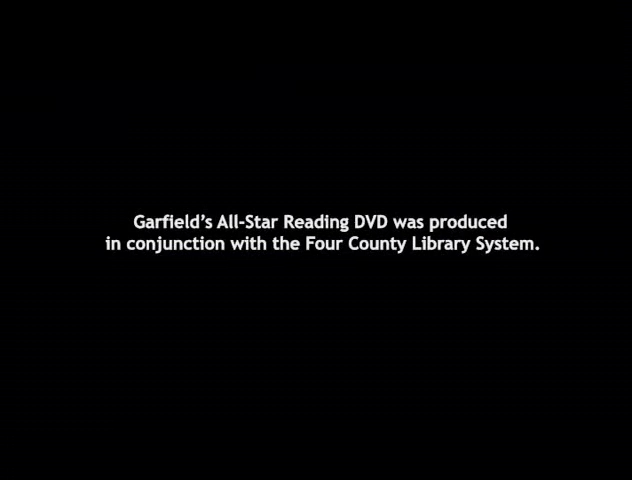 Garfield’s All-Star Reading DVD was produced
in conjunction with the Four County Library System.